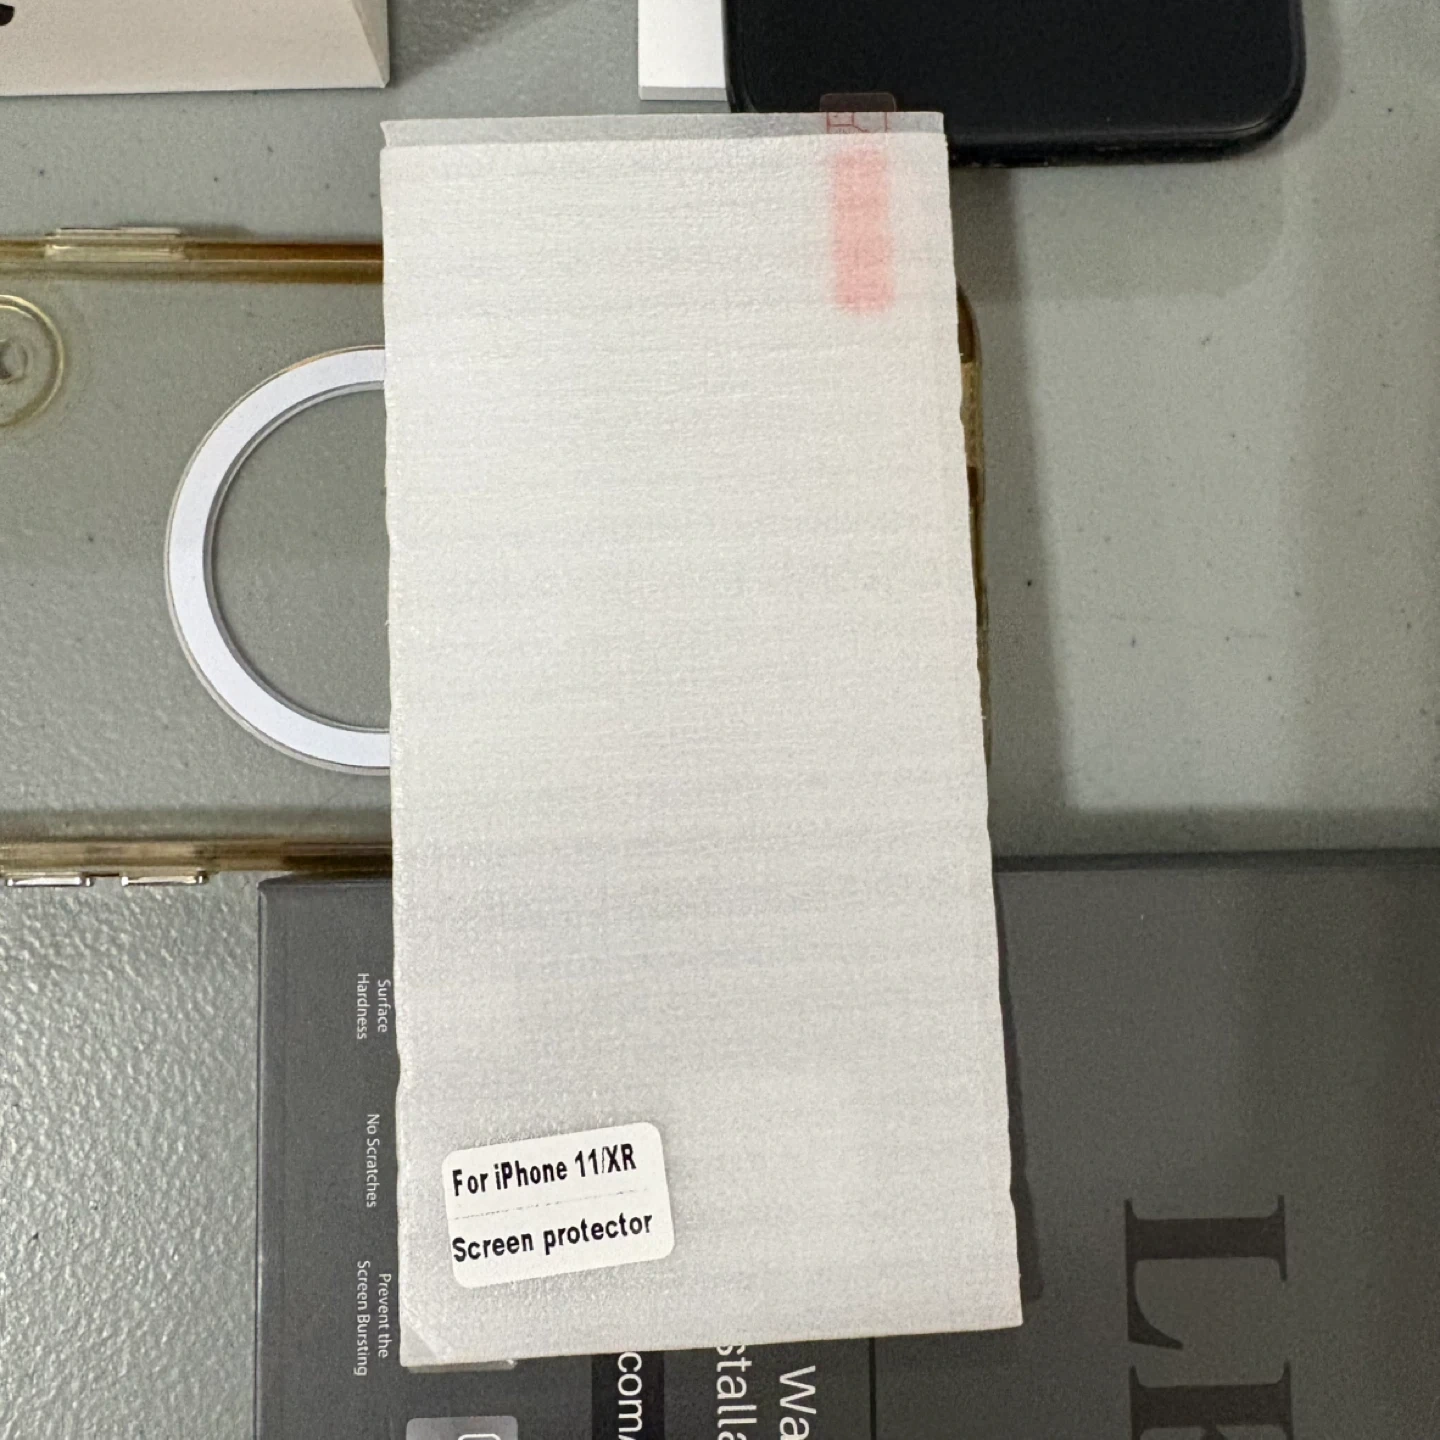 For iPhone 11/XR
Screen protector
Surface
Hardness
No Scratches
Prevent the
Screen Bursting